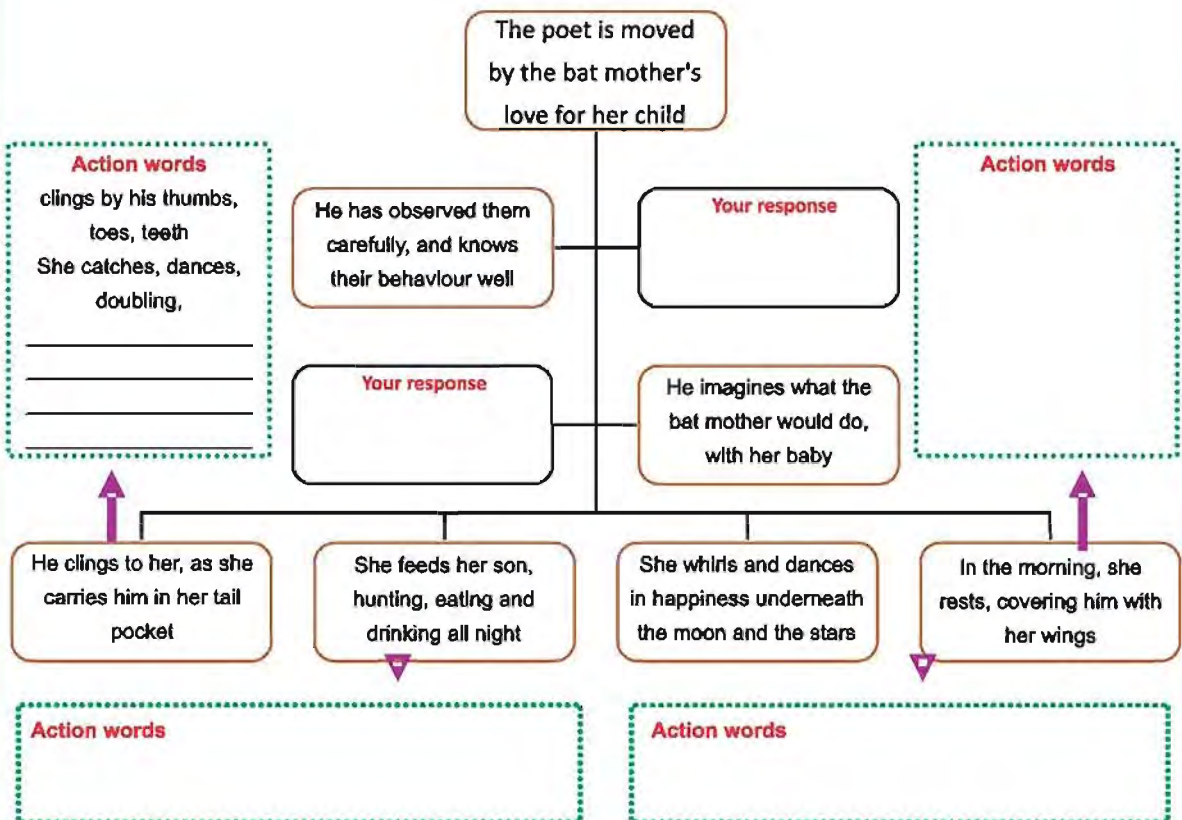 The poet is moved
by the bat mother's
love for her child
Action words
clings by his thumbs,
toes, teeth
She catches, dances,
doubling,
He has observed them
carefully, and knows
their behaviour well
Your response
Action words
Your response
He imagines what the
bat mother would do,
with her baby
He clings to her, as she
carries him in her tail
pocket
She feeds her son,
hunting, eating and
drinking all night
She whirls and dances
in happiness underneath
the moon and the stars
In the morning, she
rests, covering him with
her wings
Action words
Action words